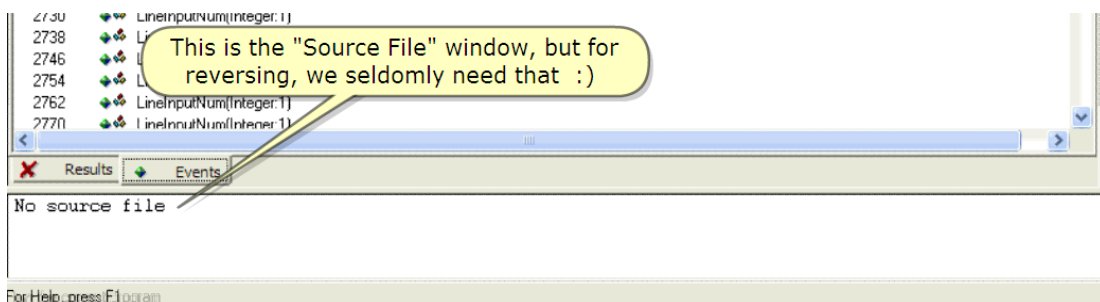 2730 LineInputNum(Integer:1)
2738 Li
This is the "Source File" window, but for
reversing, we seldomly need that :)
2746 L
2754 L
2762 LineInputNum(Integer:1)
2770 LineInputNum(Integer:1)
Results Events
No source file
For Help, press F1